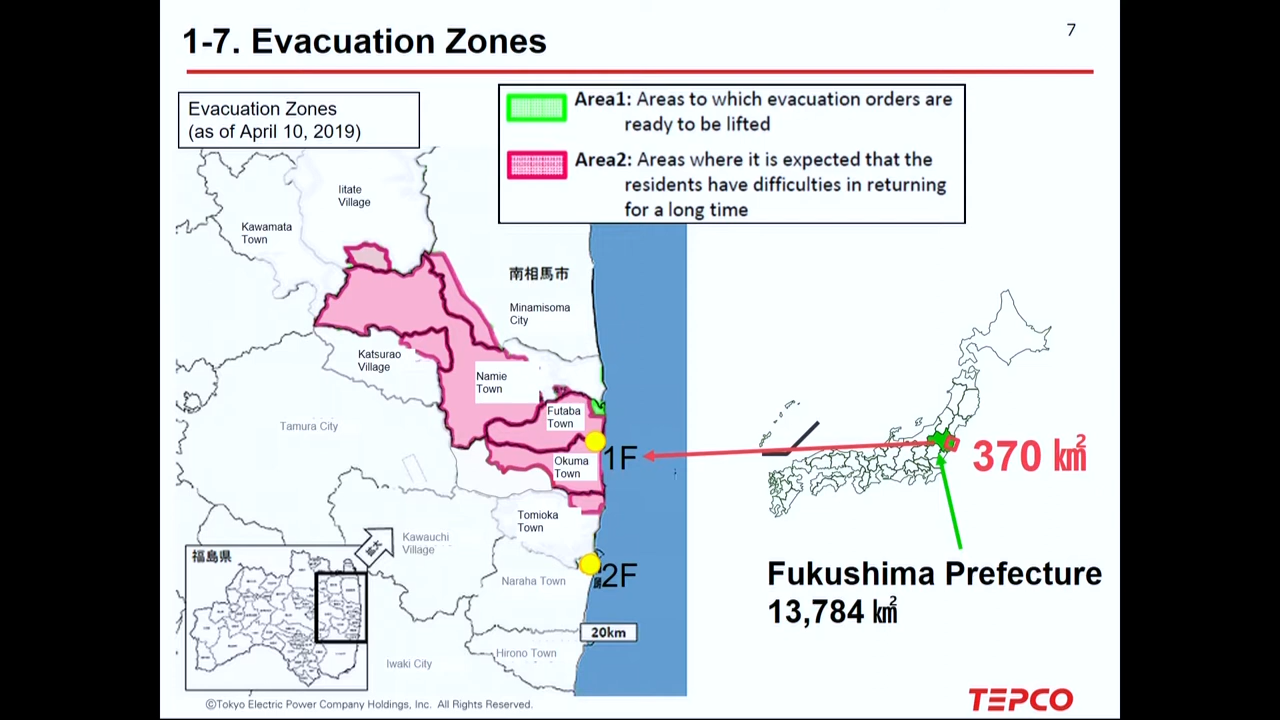 1-7. Evacuation Zones
7
Evacuation Zones
(as of April 10, 2019)
Area1: Areas to which evacuation orders are
ready to be lifted
Area2: Areas where it is expected that the
residents have difficulties in returning
for a long time
Iitate
Village
Kawamata
Town
南相馬市
Minamisoma
City
Katsurao
Village
Namie
Town
Futaba
Town
Tamura City
1F
Okuma
Town
370 ㎢
Tomioka
Town
Kawauchi
Village
拡大
福島県
2F
Naraha Town
Fukushima Prefecture
13,784 ㎢
20km
Hirono Town
Iwaki City
©Tokyo Electric Power Company Holdings, Inc. All Rights Reserved.
TEPCO